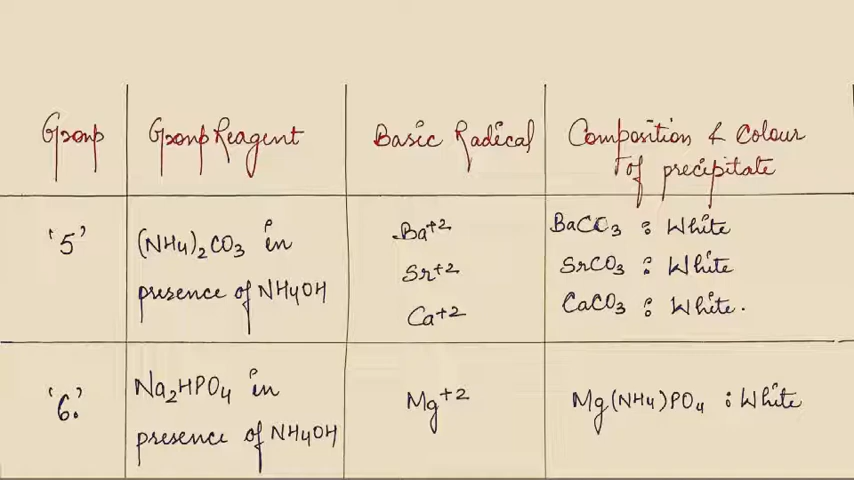 Group
Group Reagent
Basic Radical
Composition & Colour
of precipitate
'5'
(NH4)2CO3 in
presence of NH4OH
Ba+2
Sr+2
Ca+2
BaCO3 : White
SrCO3 : White
CaCO3 : White.
'6.'
Na2HPO4 in
presence of NH4OH
Mg+2
Mg(NH4)PO4 : White